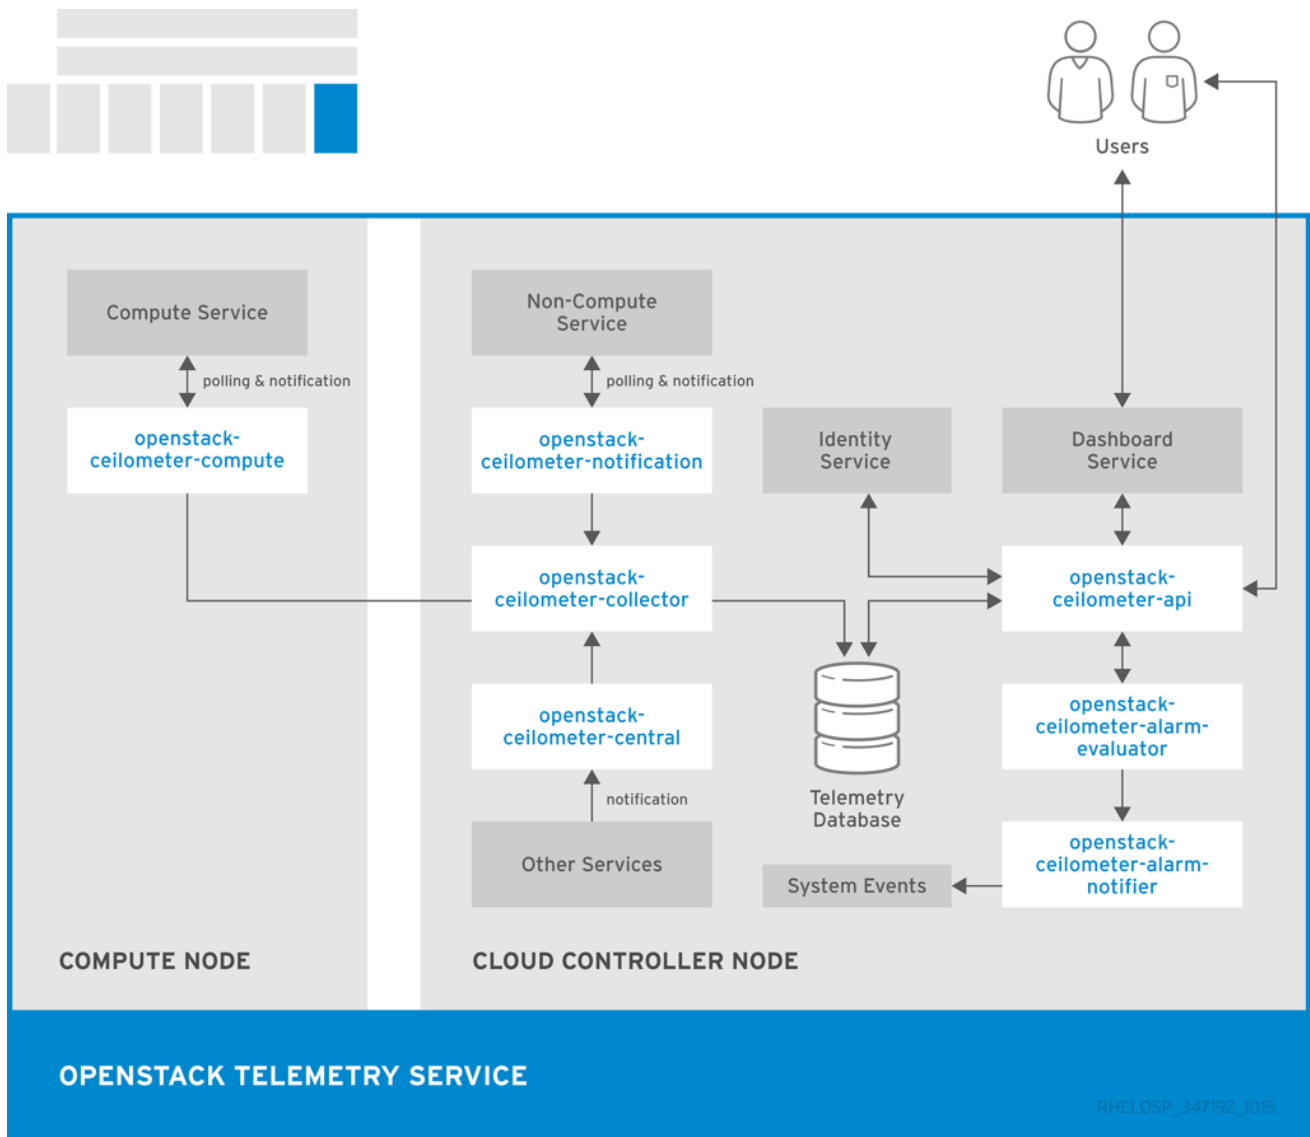 Users
Compute Service
polling & notification
openstack-
ceilometer-compute
Non-Compute
Service
polling & notification
openstack-
ceilometer-notification
Identity
Service
Dashboard
Service
openstack-
ceilometer-collector
openstack-
ceilometer-api
openstack-
ceilometer-central
openstack-
ceilometer-alarm-
evaluator
notification
Telemetry
Database
Other Services
System Events
openstack-
ceilometer-alarm-
notifier
COMPUTE NODE
CLOUD CONTROLLER NODE
OPENSTACK TELEMETRY SERVICE
RHELOSP_347192_1015